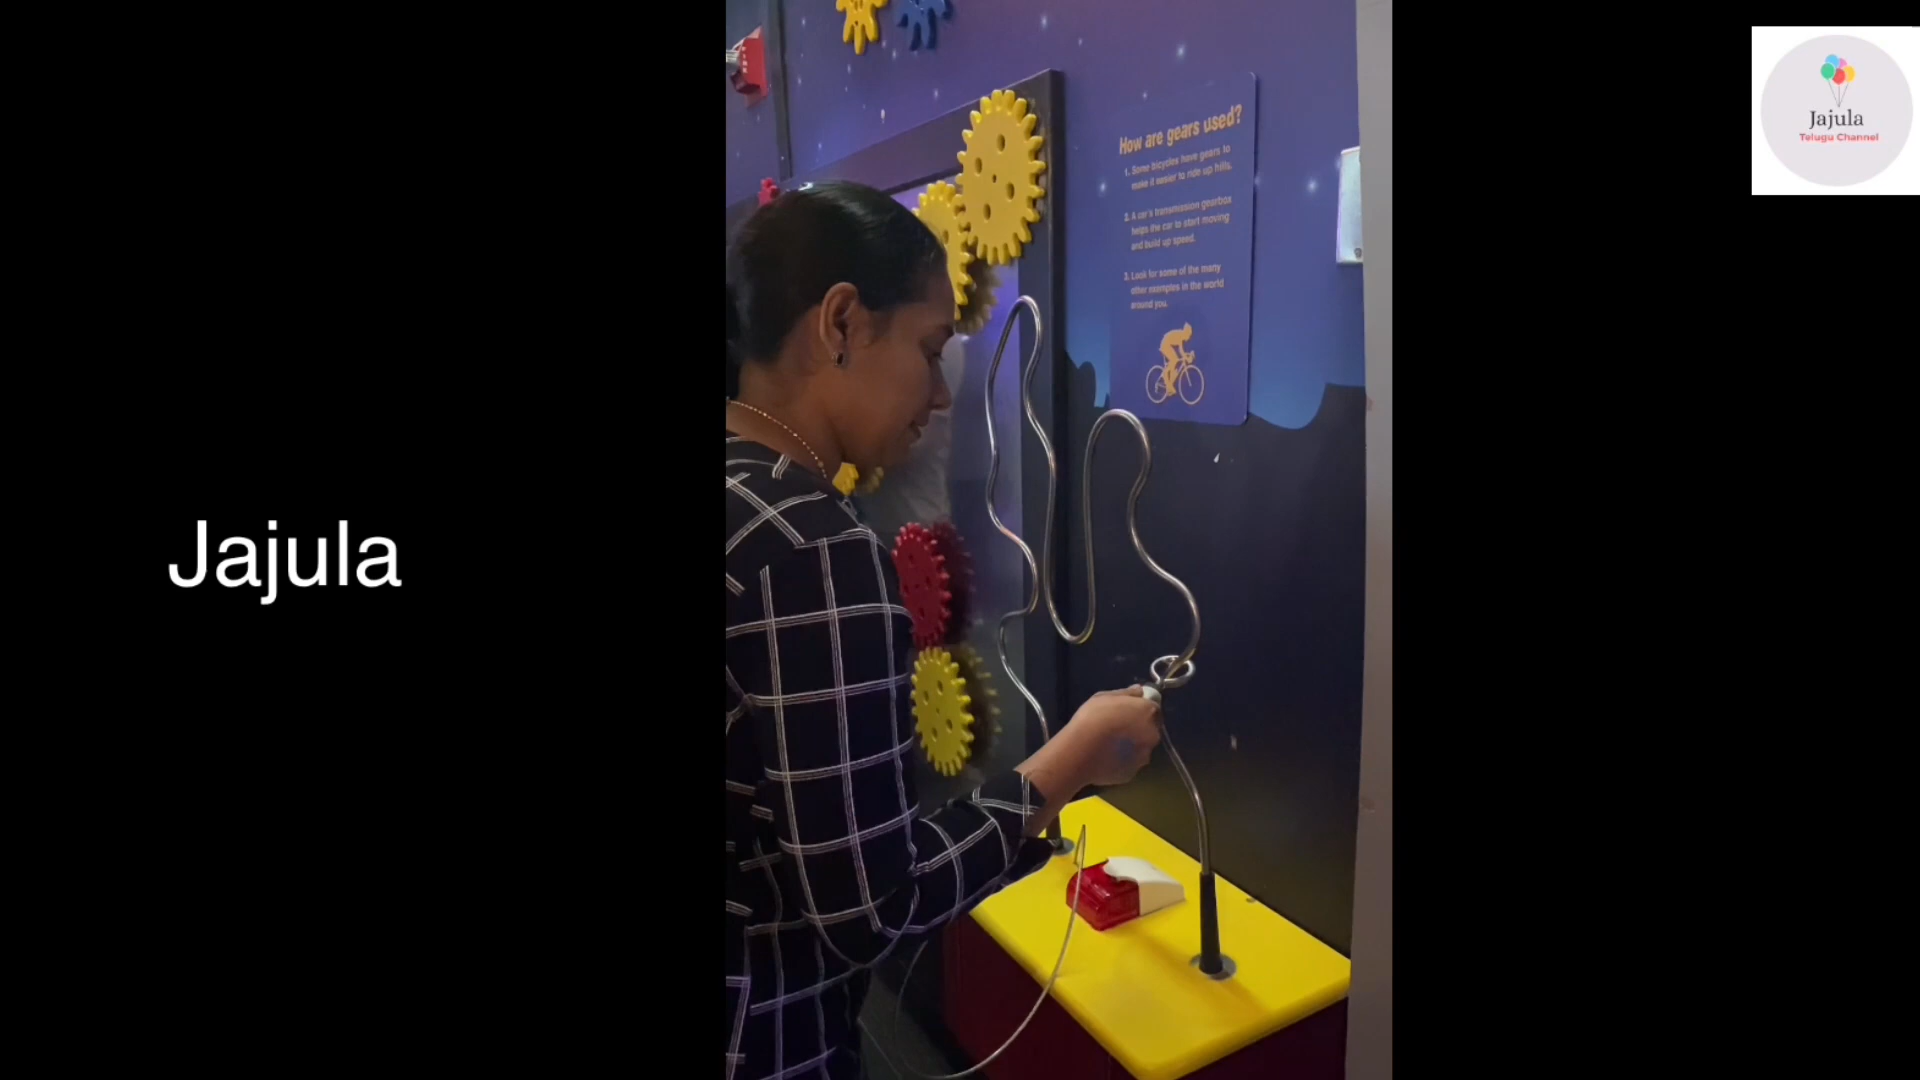 How are gears used?
1. Some bicycles have gears to
make it easier to ride up hills.
2. A car's transmission gearbox
helps the car to start moving
and build up speed.
3. Look for some of the many
other examples in the world
around you.
Jajula
Jajula
Telugu Channel
FIRE